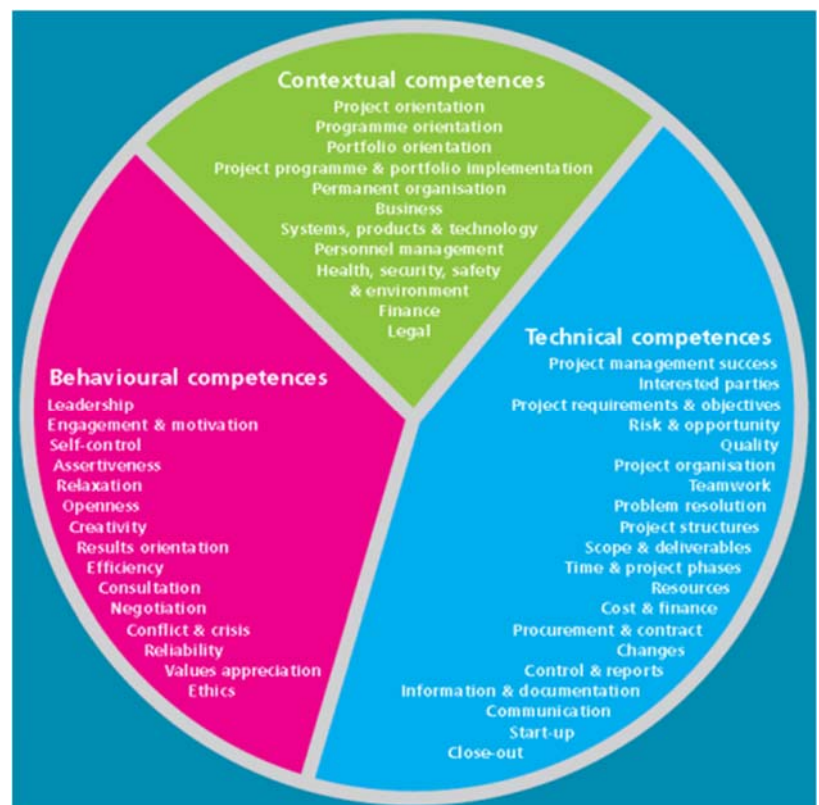 Contextual competences
Project orientation
Programme orientation
Portfolio orientation
Project programme & portfolio implementation
Permanent organisation
Business
Systems, products & technology
Personnel management
Health, security, safety
& environment
Finance
Legal
Behavioural competences
Leadership
Engagement & motivation
Self-control
Assertiveness
Relaxation
Openness
Creativity
Results orientation
Efficiency
Consultation
Negotiation
Conflict & crisis
Reliability
Values appreciation
Ethics
Technical competences
Project management success
Interested parties
Project requirements & objectives
Risk & opportunity
Quality
Project organisation
Teamwork
Problem resolution
Project structures
Scope & deliverables
Time & project phases
Resources
Cost & finance
Procurement & contract
Changes
Control & reports
Information & documentation
Communication
Start-up
Close-out